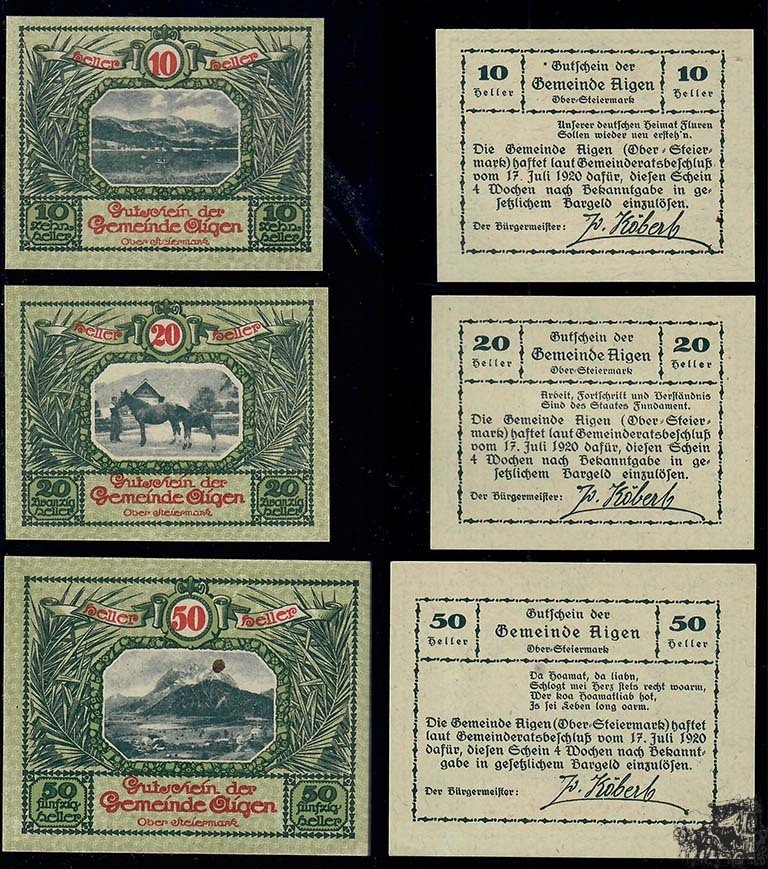 heller 10 heller
10 zehn heller
Gutschein der
Gemeinde Aigen
Ober Steiermark
10 zehn heller
10 Heller
Gutschein der
Gemeinde Aigen
Ober-Steiermark
10 Heller
Unserer deutschen Heimat Fluren
Sollen wieder neu ersteh'n.
Die Gemeinde Aigen (Ober-Steier-
mark) haftet laut Gemeinderatsbeschluß
vom 17. Juli 1920 dafür, diesen Schein
4 Wochen nach Bekanntgabe in ge-
setzlichem Bargeld einzulösen.
Der Bürgermeister:
heller 20 heller
20 zwanzig heller
Gutschein der
Gemeinde Aigen
Ober Steiermark
20 zwanzig heller
20 Heller
Gutschein der
Gemeinde Aigen
Ober-Steiermark
20 Heller
Arbeit, Fortschritt und Verständnis
Sind des Staates Fundament.
Die Gemeinde Aigen (Ober-Steier-
mark) haftet laut Gemeinderatsbeschluß
vom 17. Juli 1920 dafür, diesen Schein
4 Wochen nach Bekanntgabe in ge-
setzlichem Bargeld einzulösen.
Der Bürgermeister:
heller 50 heller
50 fünfzig heller
Gutschein der
Gemeinde Aigen
Ober Steiermark
50 fünfzig heller
50 Heller
Gutschein der
Gemeinde Aigen
Ober-Steiermark
50 Heller
Da Hoamat, da liabn,
Schlogt mei Herz stets recht woarm,
Wer koa Hoamatliab hot,
Is sei Leben long oarm.
Die Gemeinde Aigen (Ober-Steiermark) haftet
laut Gemeinderatsbeschluß vom 17. Juli 1920
dafür, diesen Schein 4 Wochen nach Bekannt-
gabe in gesetzlichem Bargeld einzulösen.
Der Bürgermeister: